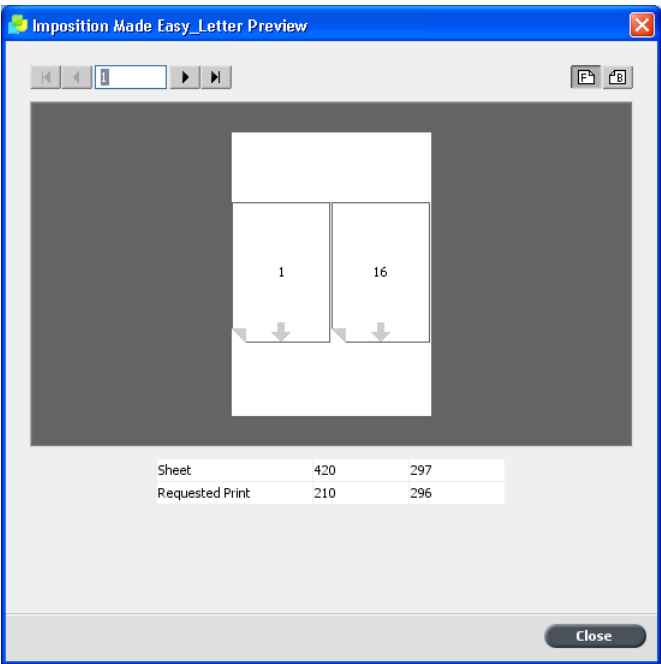 Imposition Made Easy_Letter Preview
1
F B
1 16
Sheet 420 297
Requested Print 210 296
Close